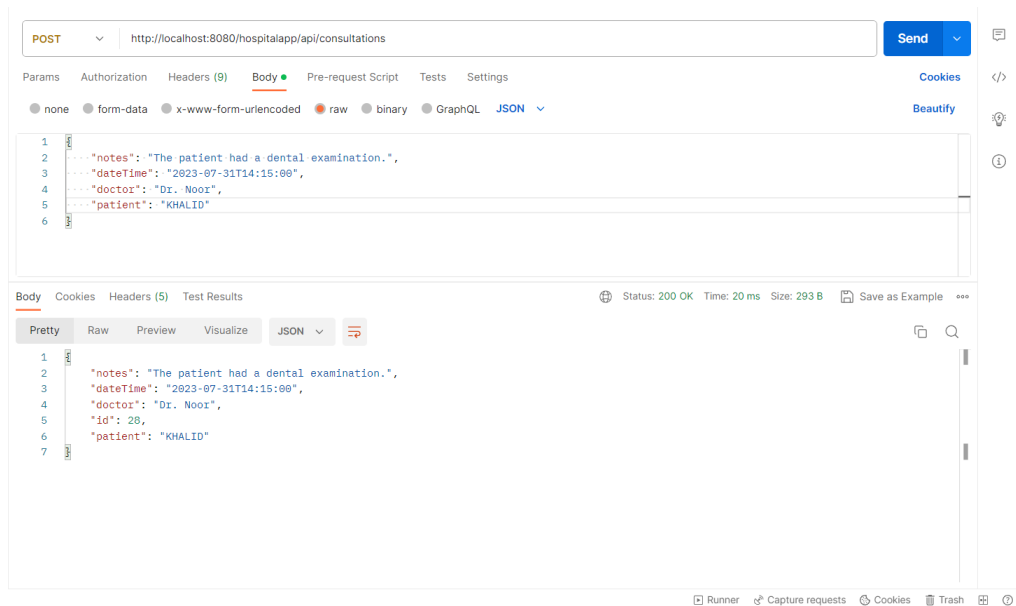 POST http://localhost:8080/hospitalapp/api/consultations Send
Params Authorization Headers (9) Body Pre-request Script Tests Settings Cookies
none form-data x-www-form-urlencoded raw binary GraphQL JSON Beautify
1 {
2 "notes": "The patient had a dental examination.",
3 "dateTime": "2023-07-31T14:15:00",
4 "doctor": "Dr. Noor",
5 "patient": "KHALID"
6 }
Body Cookies Headers (5) Test Results Status: 200 OK Time: 20 ms Size: 293 B Save as Example
Pretty Raw Preview Visualize JSON
1 {
2 "notes": "The patient had a dental examination.",
3 "dateTime": "2023-07-31T14:15:00",
4 "doctor": "Dr. Noor",
5 "id": 28,
6 "patient": "KHALID"
7 }
Runner Capture requests Cookies Trash